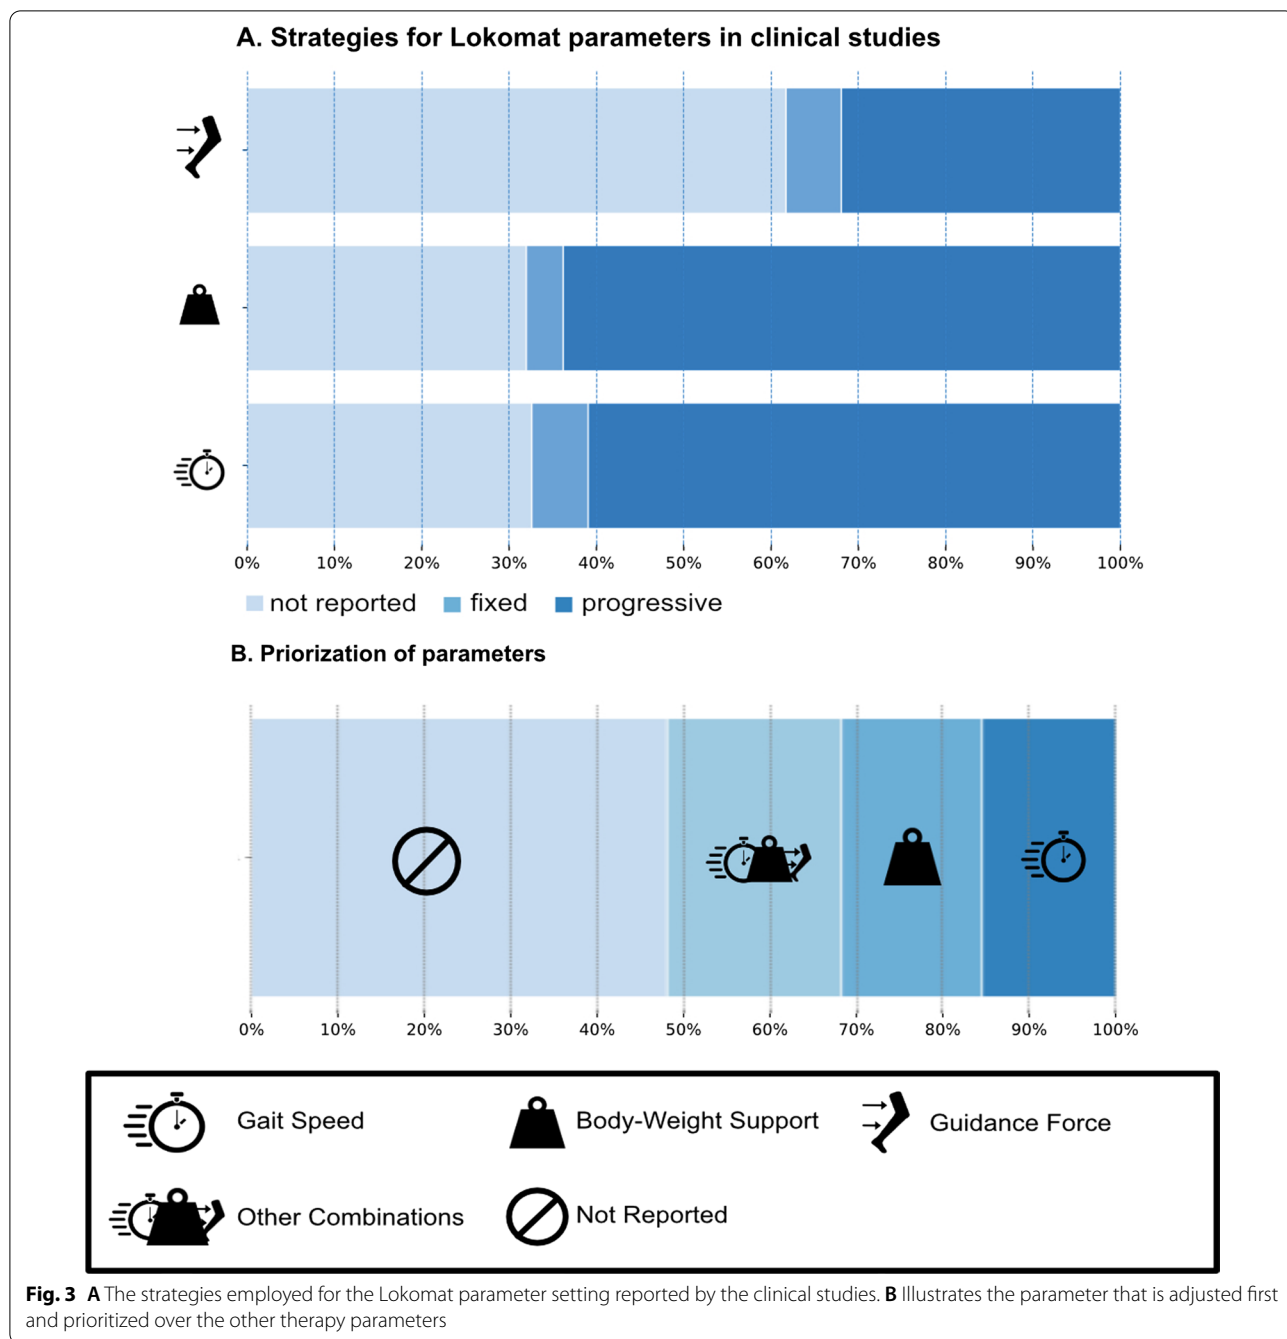 A. Strategies for Lokomat parameters in clinical studies
0% 10% 20% 30% 40% 50% 60% 70% 80% 90% 100%
not reported fixed progressive
B. Priorization of parameters
0% 10% 20% 30% 40% 50% 60% 70% 80% 90% 100%
Gait Speed Body-Weight Support Guidance Force
Other Combinations Not Reported
Fig. 3 A The strategies employed for the Lokomat parameter setting reported by the clinical studies. B Illustrates the parameter that is adjusted first
and prioritized over the other therapy parameters